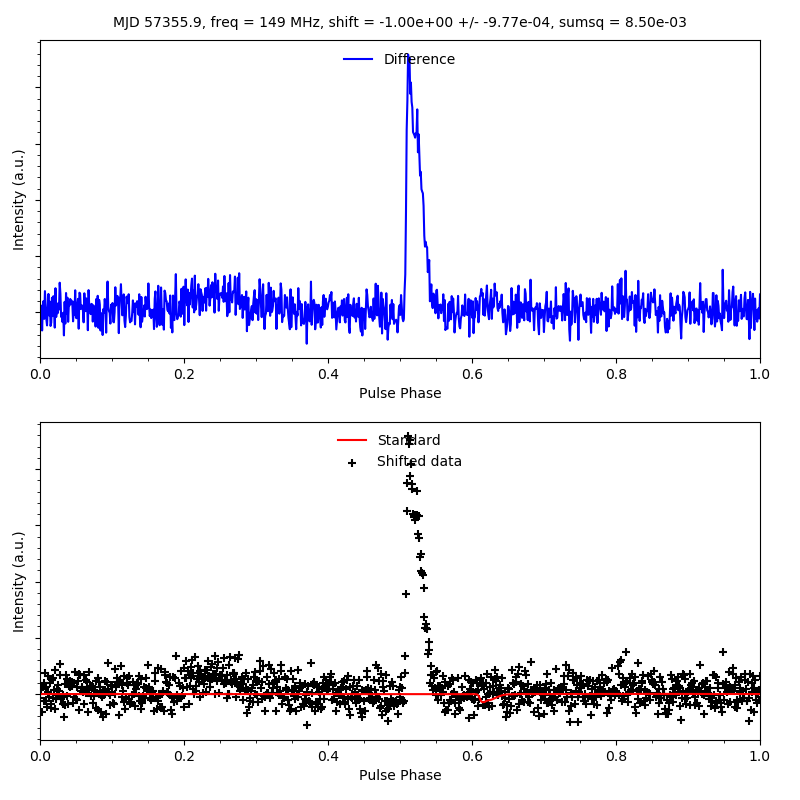 MJD 57355.9, freq = 149 MHz, shift = -1.00e+00 +/- -9.77e-04, sumsq = 8.50e-03
Difference
Intensity (a.u.)
0.0 0.2 0.4 0.6 0.8 1.0
Pulse Phase
Standard
Shifted data
Intensity (a.u.)
0.0 0.2 0.4 0.6 0.8 1.0
Pulse Phase